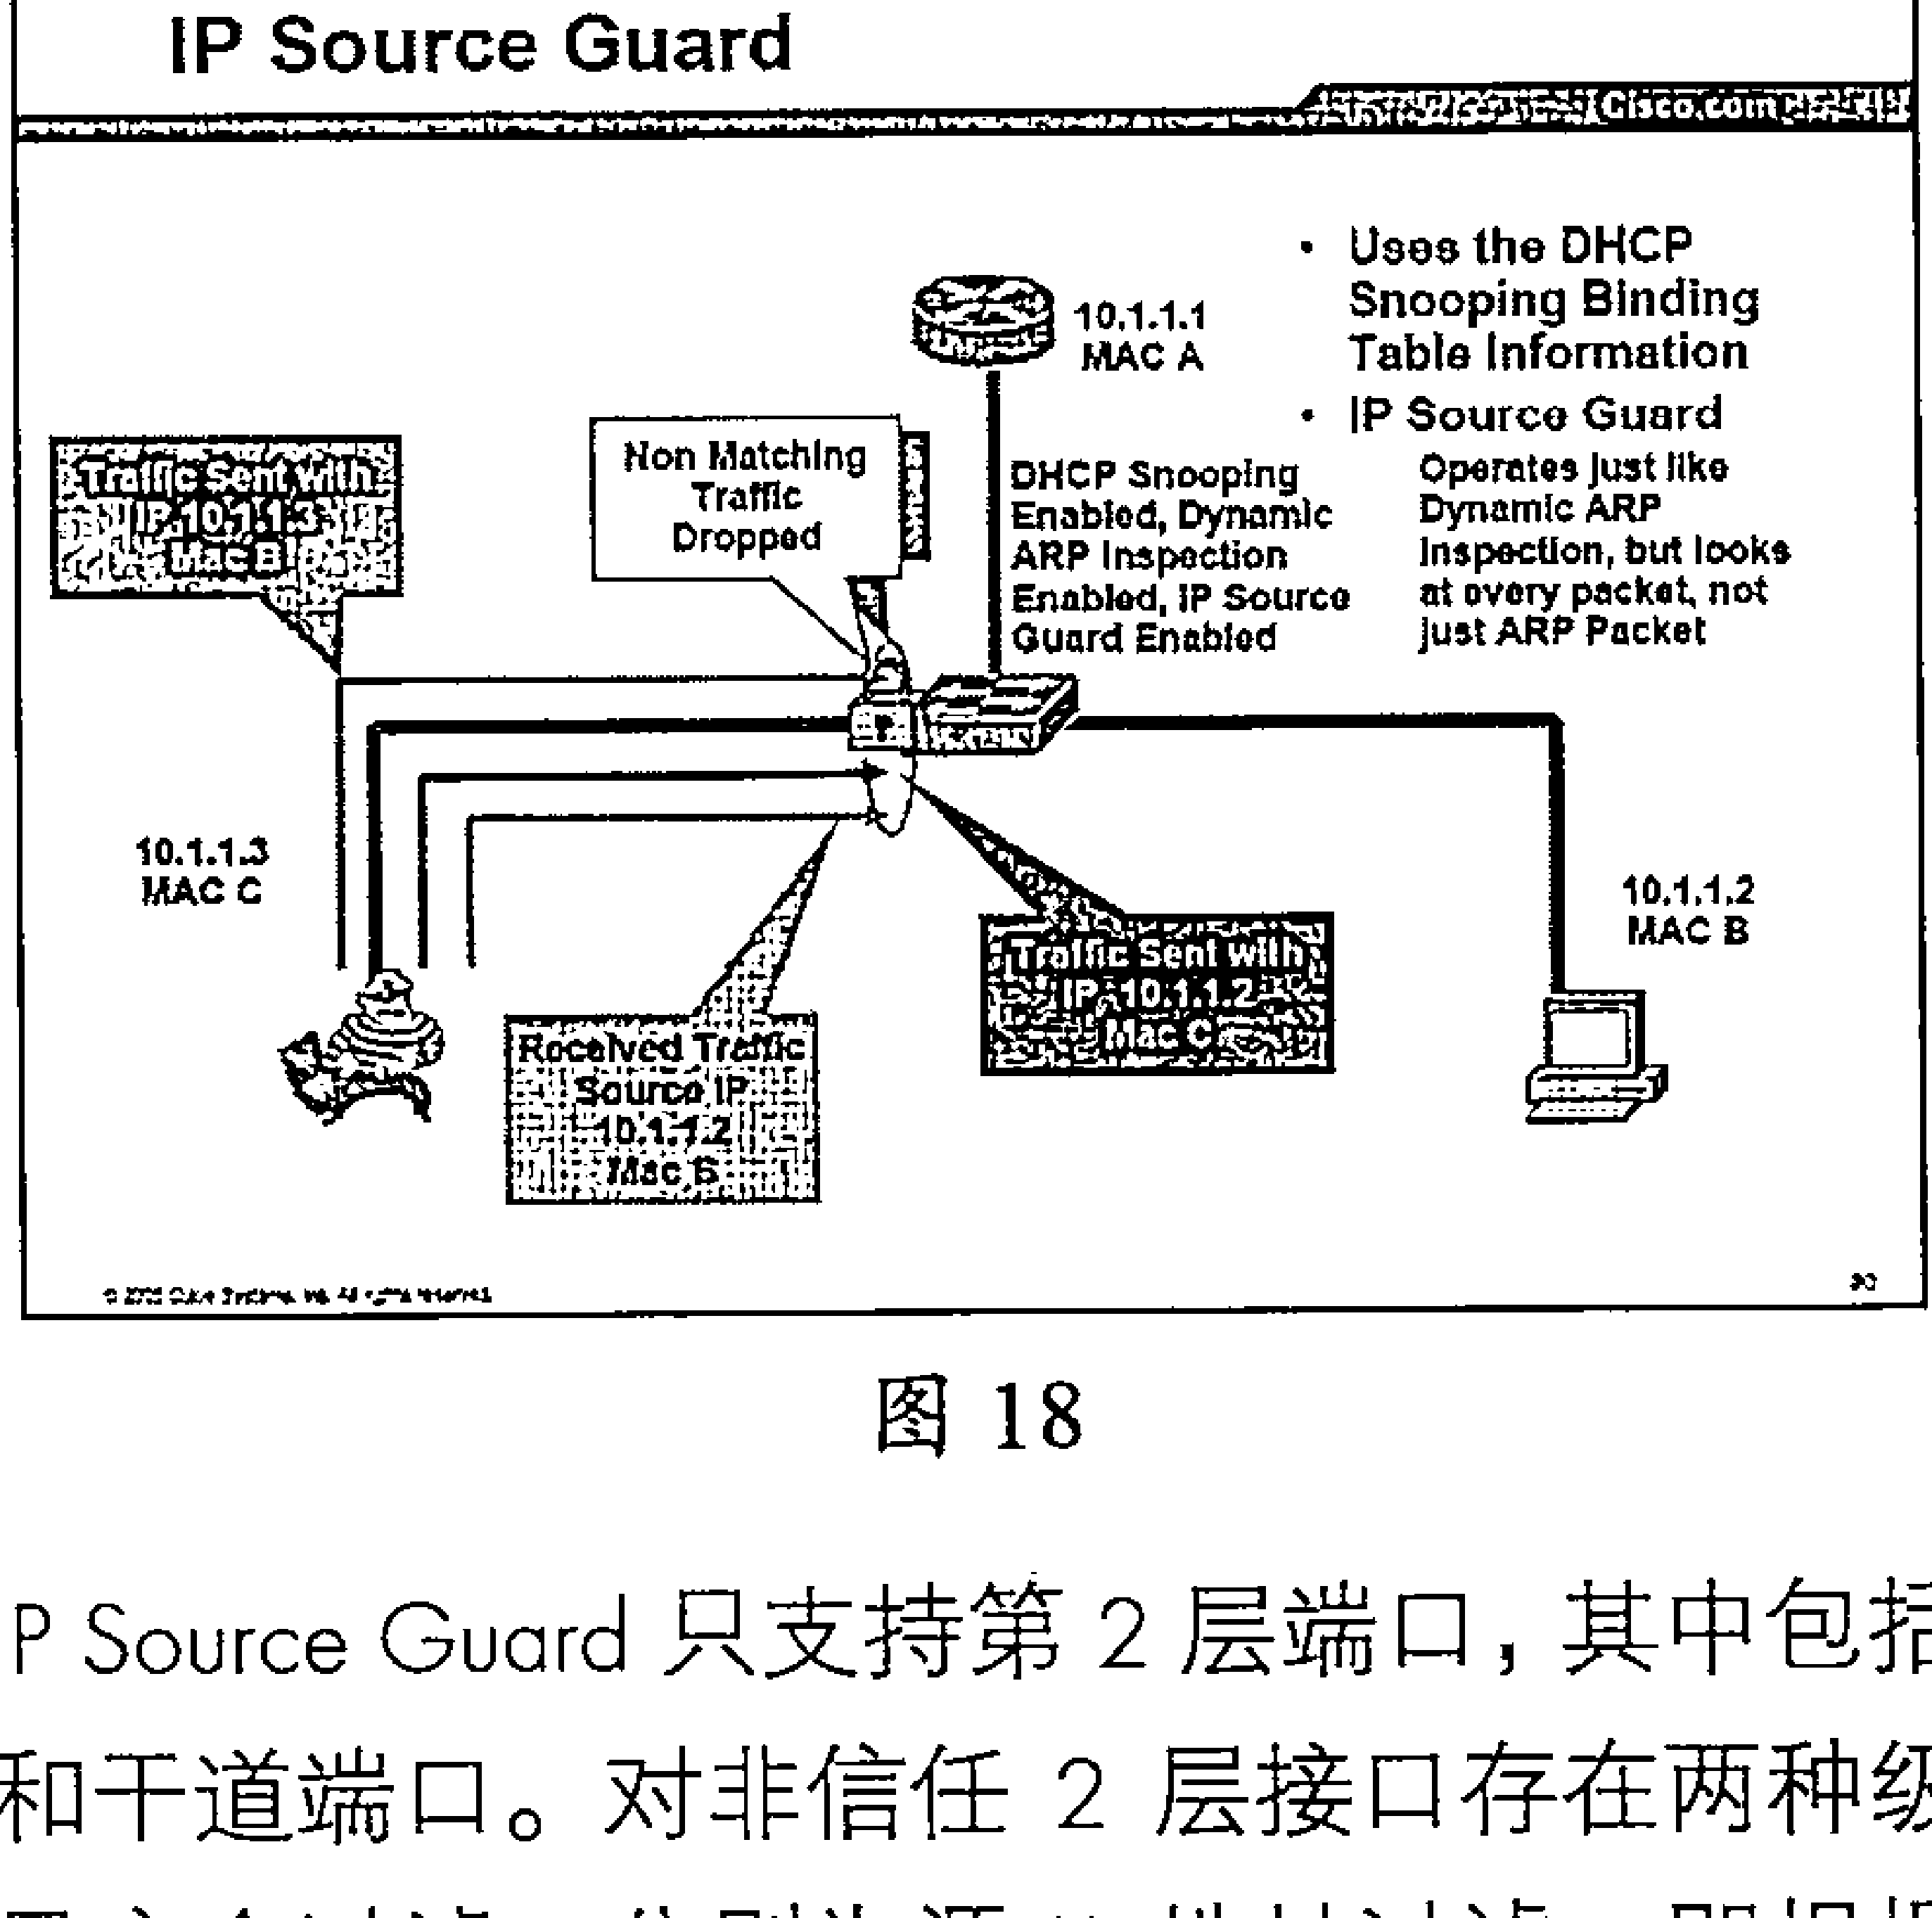 IP Source Guard
Cisco.com
• Uses the DHCP
Snooping Binding
Table Information
• IP Source Guard
Operates just like
Dynamic ARP
Inspection, but looks
at every packet, not
just ARP Packet
10.1.1.1
MAC A
Non Matching
Traffic
Dropped
DHCP Snooping
Enabled, Dynamic
ARP Inspection
Enabled, IP Source
Guard Enabled
Traffic Sent with
IP 10.1.1.3
Mac B
10.1.1.3
MAC C
10.1.1.2
MAC B
Traffic Sent with
IP 10.1.1.2
Mac C
Received Traffic
Source IP
10.1.1.2
Mac B
All rights reserved.
图 18
P Source Guard 只支持第 2 层端口，其中包括
和干道端口。对非信任 2 层接口存在两种级